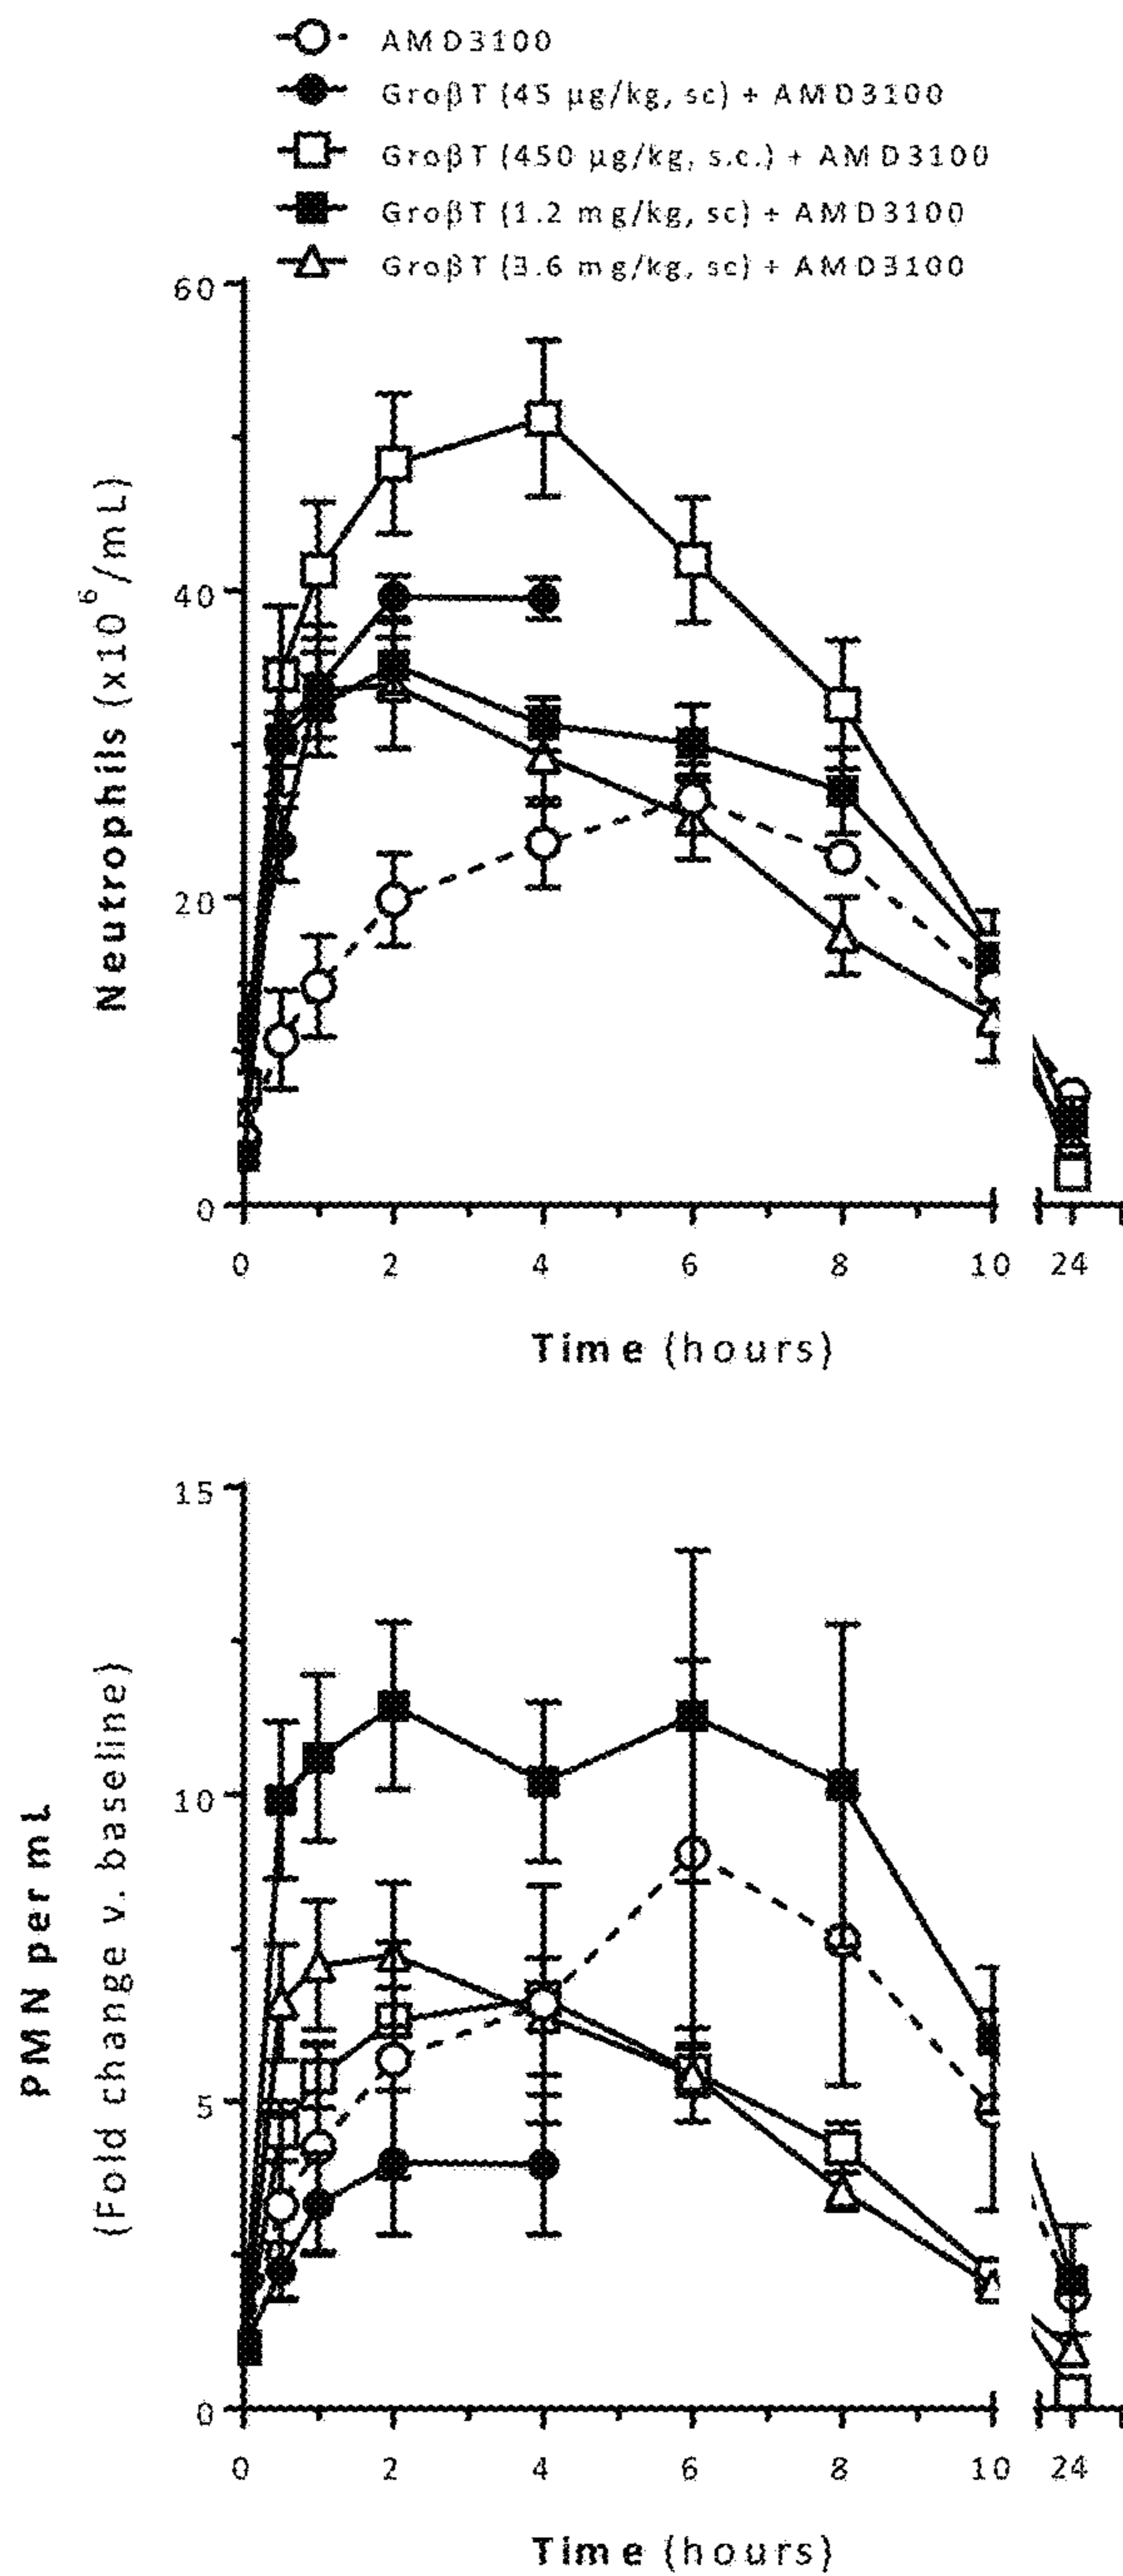 AMD3100
GroβT (45 μg/kg, sc) + AMD3100
GroβT (450 μg/kg, s.c.) + AMD3100
GroβT (1.2 mg/kg, sc) + AMD3100
GroβT (3.6 mg/kg, sc) + AMD3100
60
40
20
0
Neutrophils (x10⁶/mL)
0 2 4 6 8 10 24
Time (hours)
15
10
5
0
PMN per mL
(Fold change v. baseline)
0 2 4 6 8 10 24
Time (hours)